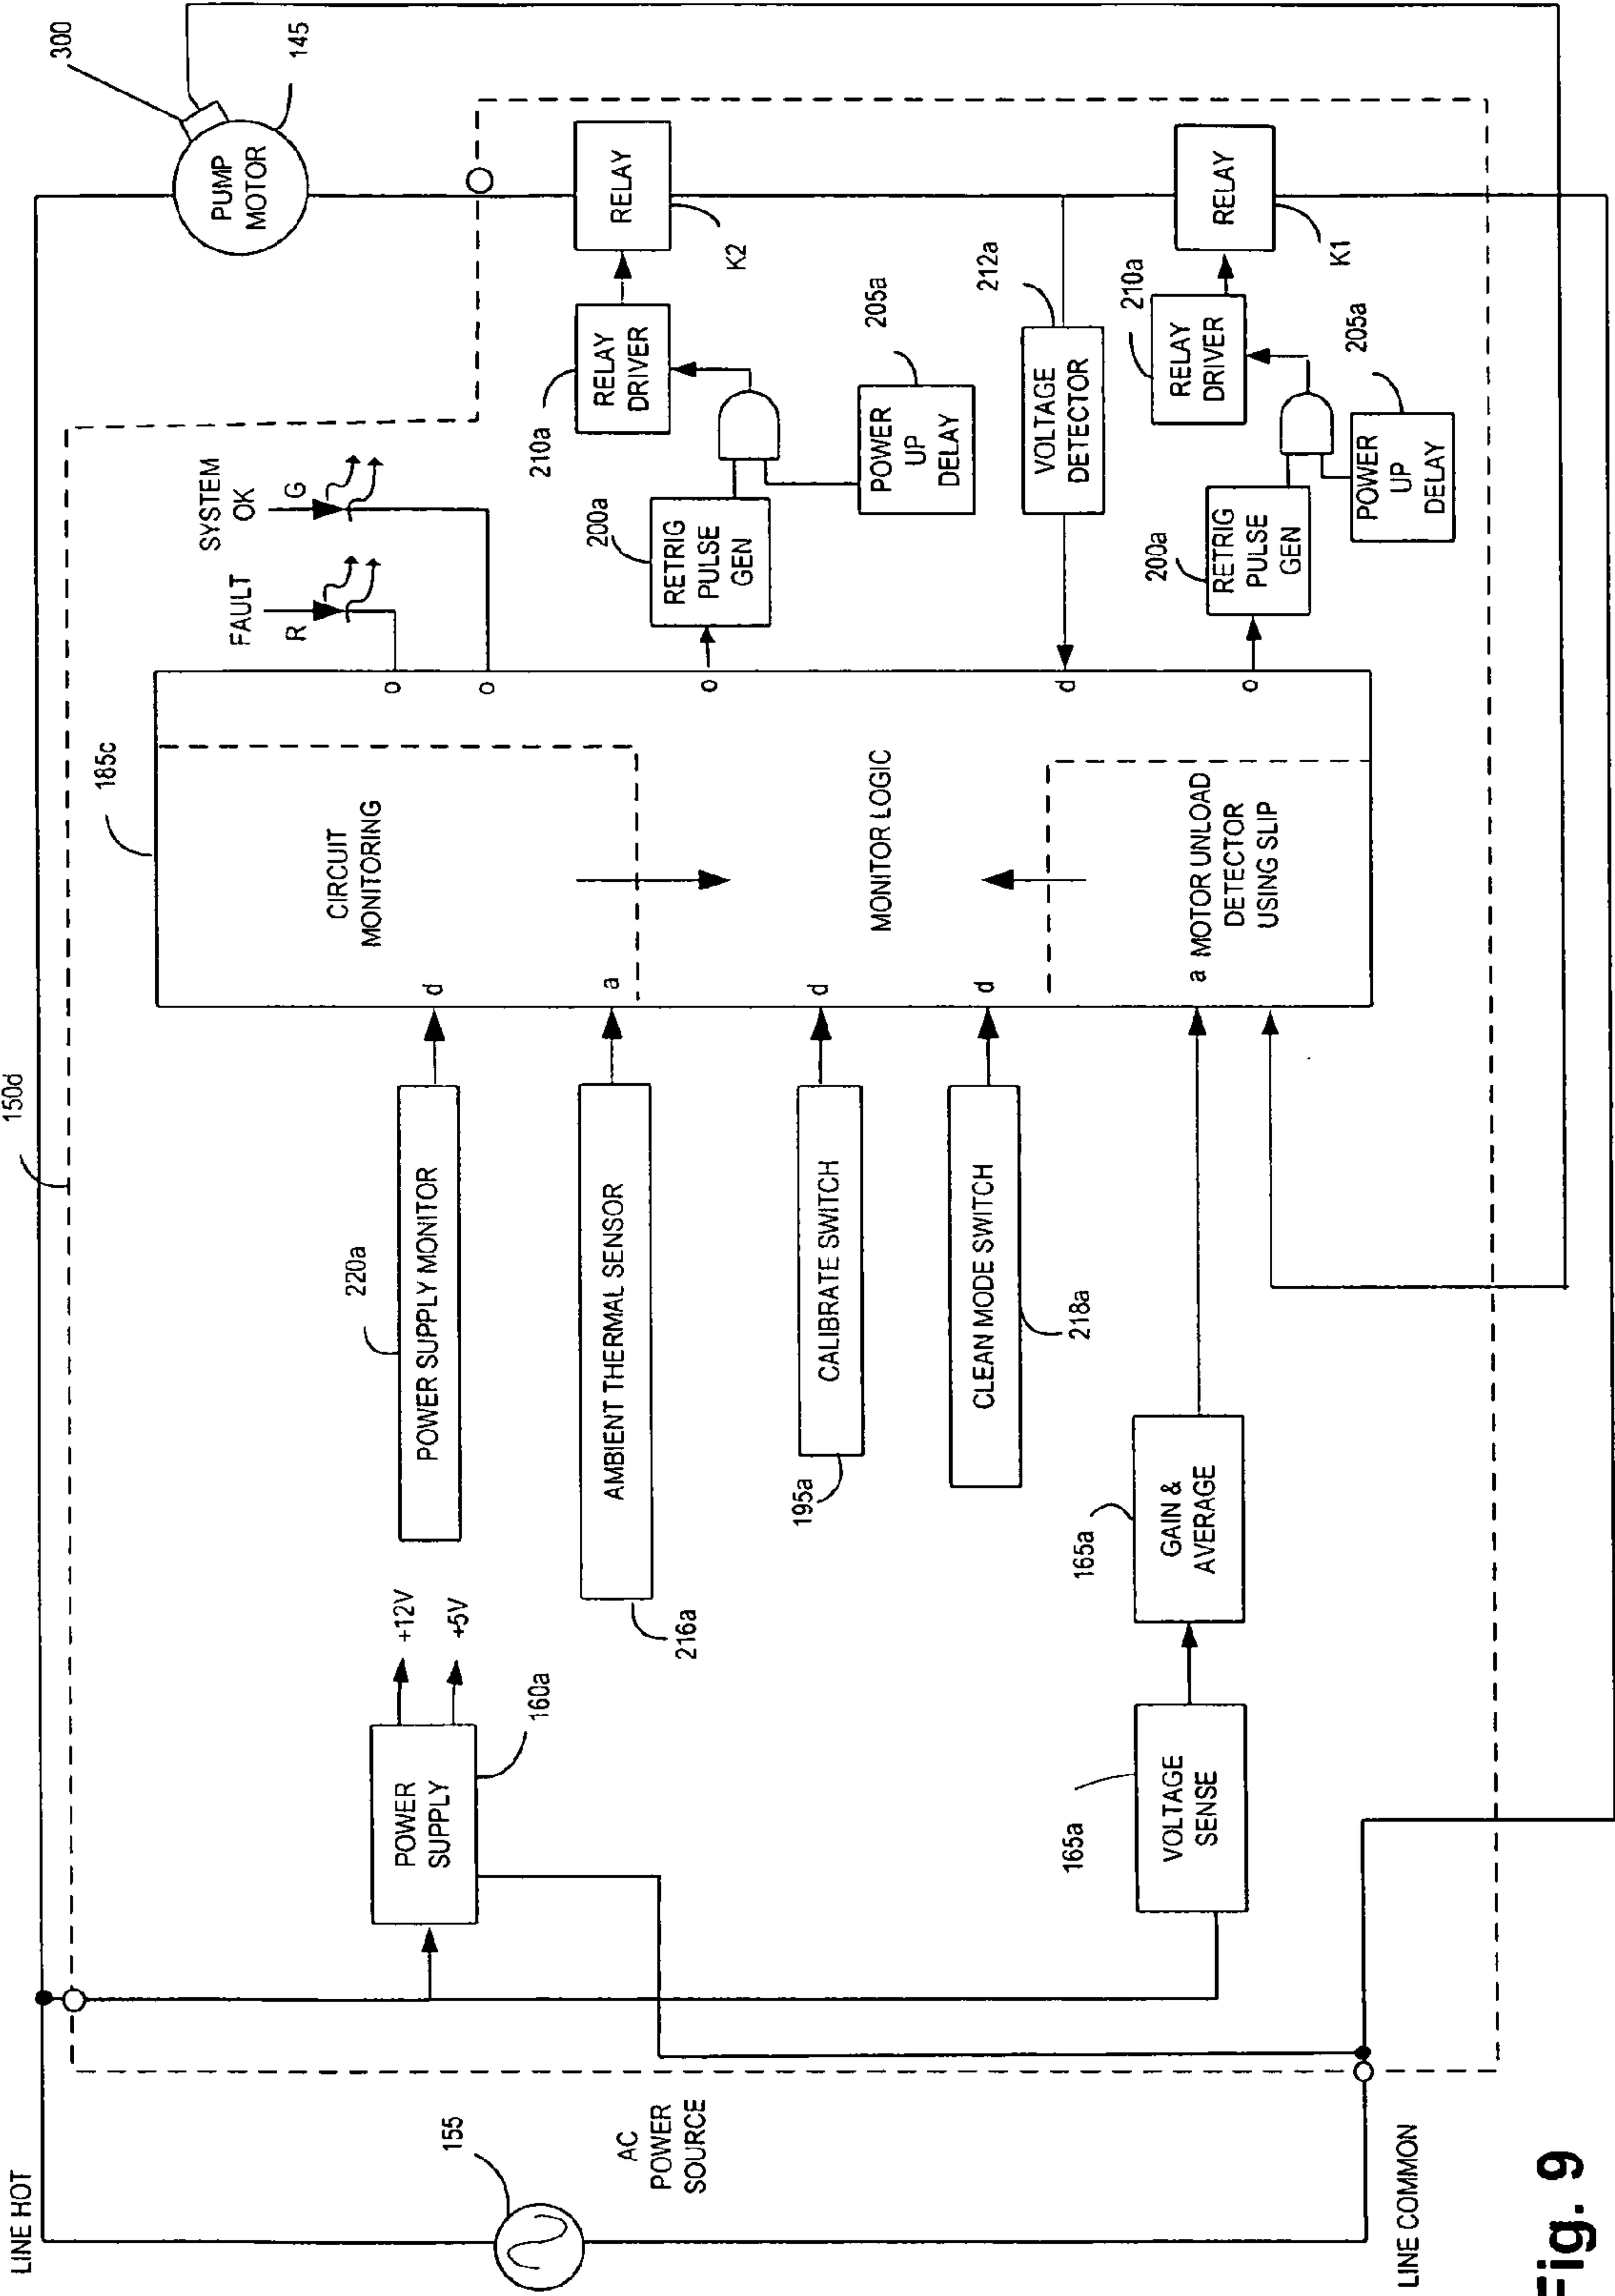 LINE HOT
150d
300
145
PUMP
MOTOR
155
AC
POWER
SOURCE
LINE COMMON
POWER
SUPPLY
160a
+12V
+5V
220a
POWER SUPPLY MONITOR
AMBIENT THERMAL SENSOR
216a
CALIBRATE SWITCH
195a
CLEAN MODE SWITCH
218a
VOLTAGE
SENSE
165a
GAIN &
AVERAGE
165a
185c
CIRCUIT
MONITORING
d
a
MONITOR LOGIC
d
d
a MOTOR UNLOAD
DETECTOR
USING SLIP
o
o
o
d
o
FAULT
R
SYSTEM
OK
G
200a
RETRIG
PULSE
GEN
210a
RELAY
DRIVER
RELAY
K2
POWER
UP
DELAY
205a
VOLTAGE
DETECTOR
212a
200a
RETRIG
PULSE
GEN
210a
RELAY
DRIVER
RELAY
K1
POWER
UP
DELAY
205a
Fig. 9